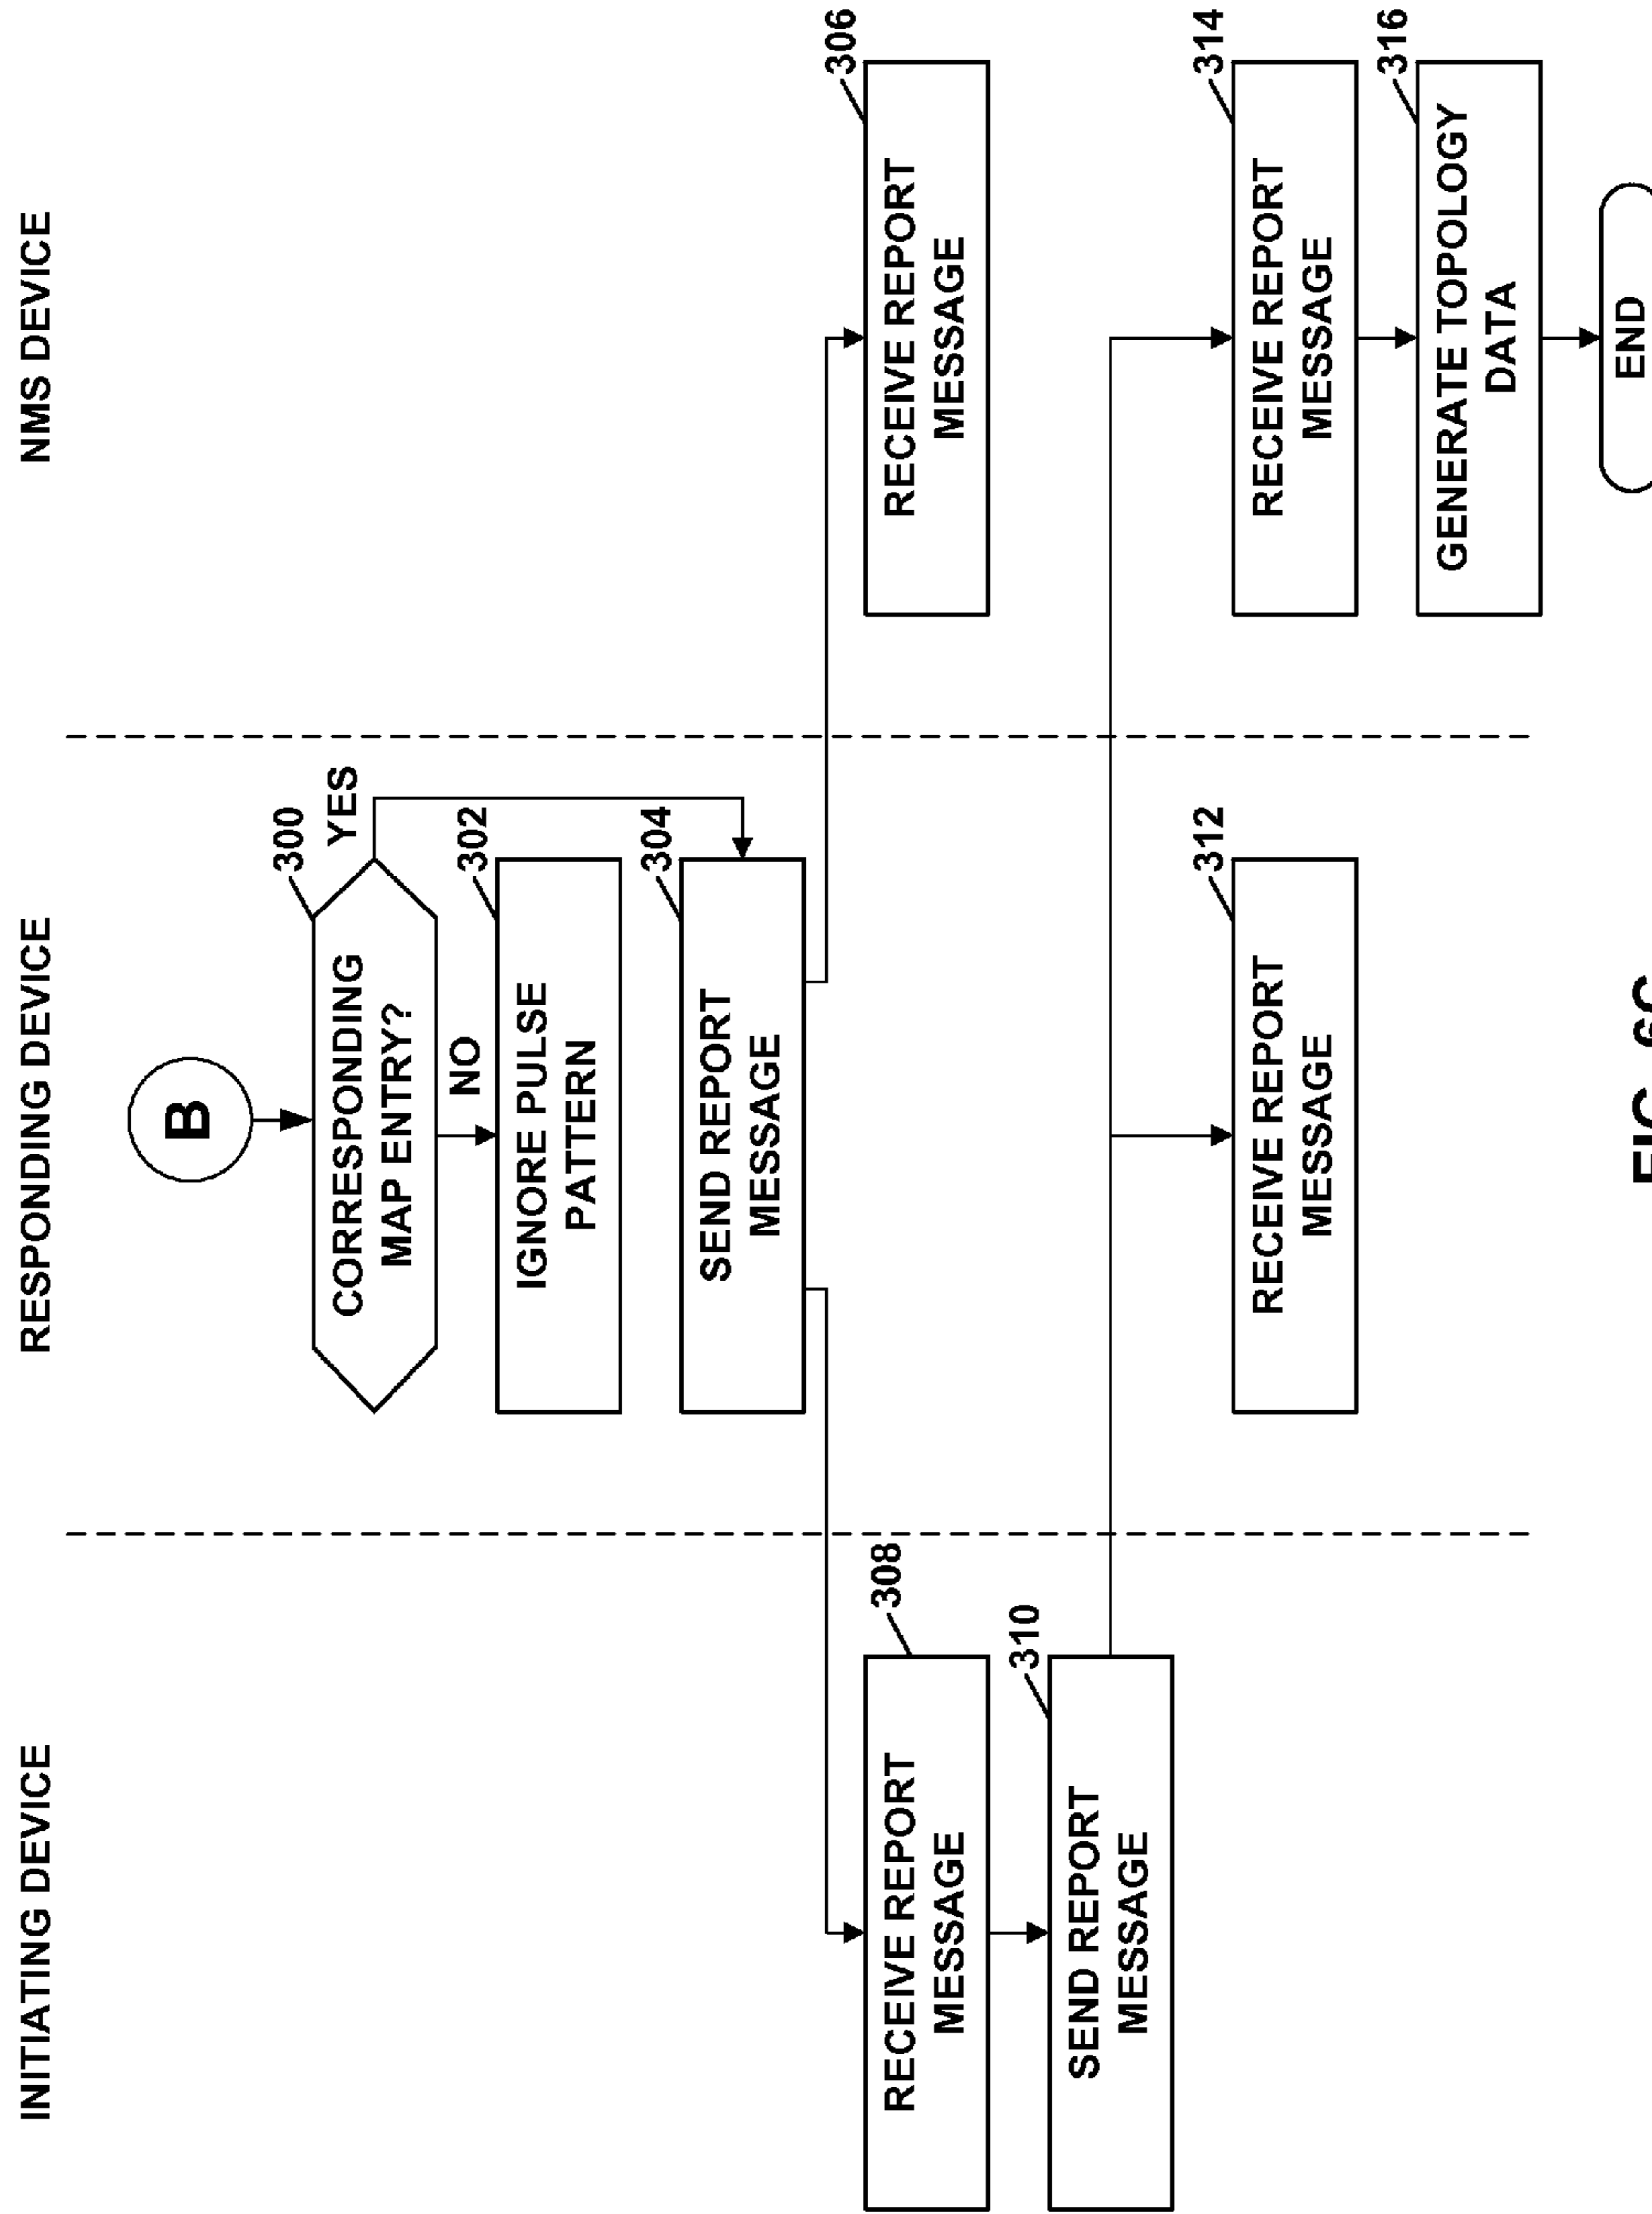 INITIATING DEVICE
RESPONDING DEVICE
NMS DEVICE
B
300
CORRESPONDING
MAP ENTRY?
YES
NO
302
IGNORE PULSE
PATTERN
304
SEND REPORT
MESSAGE
306
RECEIVE REPORT
MESSAGE
308
RECEIVE REPORT
MESSAGE
310
SEND REPORT
MESSAGE
312
RECEIVE REPORT
MESSAGE
314
RECEIVE REPORT
MESSAGE
316
GENERATE TOPOLOGY
DATA
END